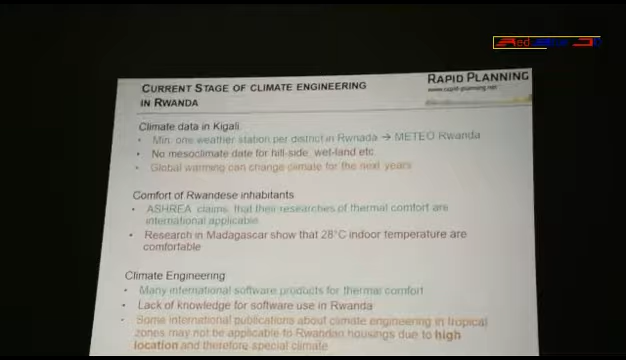 CURRENT STAGE OF CLIMATE ENGINEERING
IN RWANDA
RAPID PLANNING
www.rapid-planning.net
Climate data in Kigali
• Min. one weather station per district in Rwnada → METEO Rwanda
• No mesoclimate date for hill-side, wet-land etc.
• Global warming can change climate for the next years
Comfort of Rwandese inhabitants
• ASHREA claims, that their researches of thermal comfort are
international applicable
• Research in Madagascar show that 28°C indoor temperature are
comfortable
Climate Engineering
• Many international software products for thermal comfort
• Lack of knowledge for software use in Rwanda
• Some international publications about climate engineering in tropical
zones may not be applicable to Rwandan housings due to high
location and therefore special climate